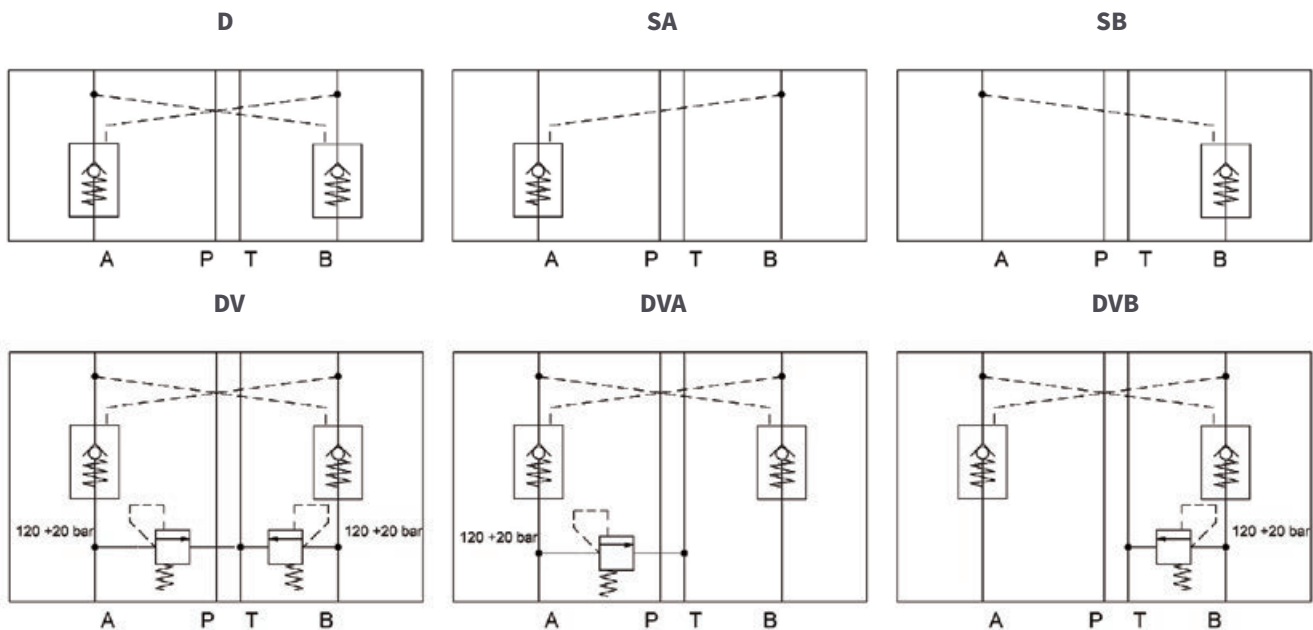 D SA SB
A P T B A P T B A P T B
DV DVA DVB
120 +20 bar 120 +20 bar 120 +20 bar 120 +20 bar
A P T B A P T B A P T B